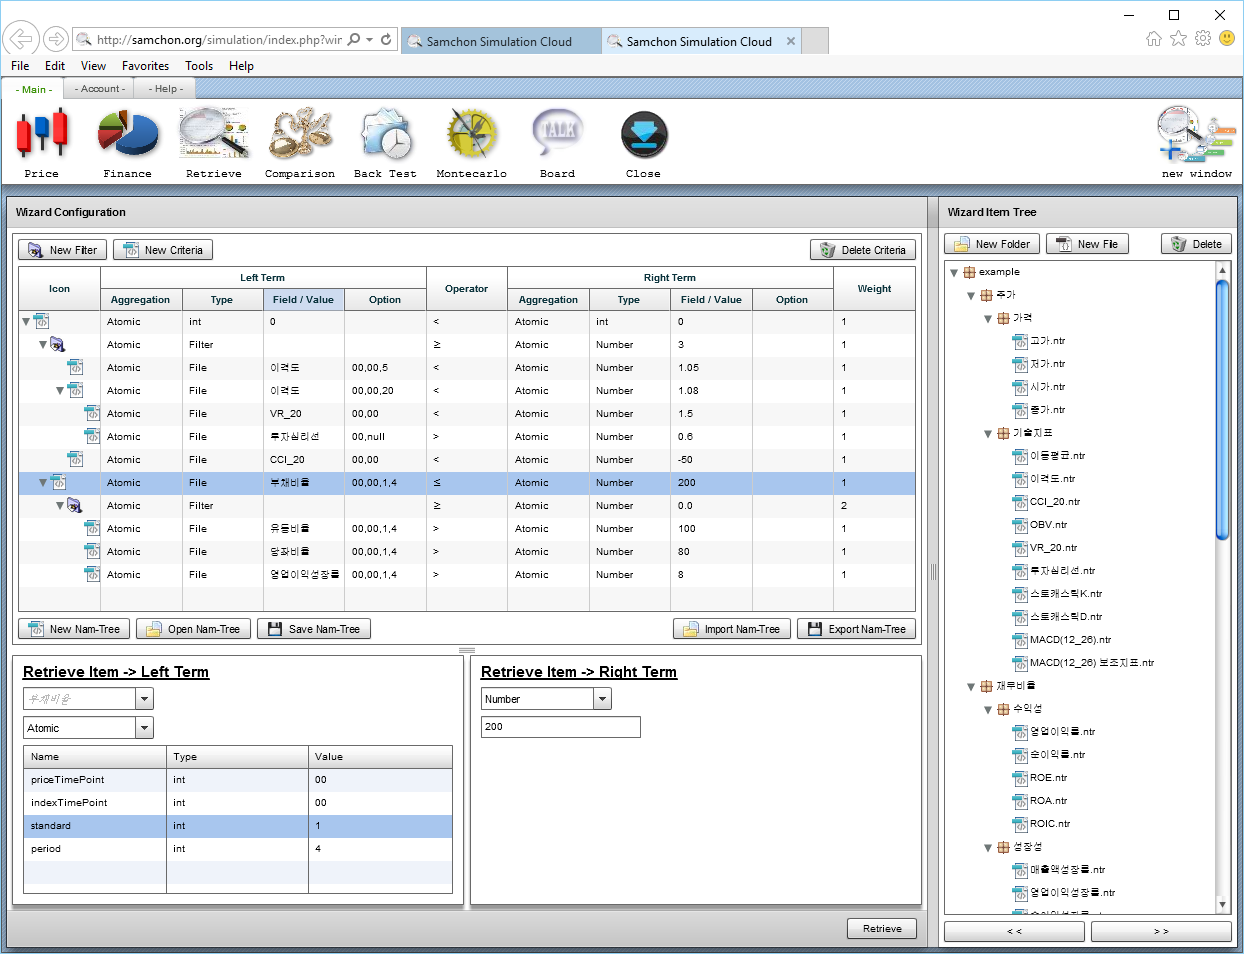 http://samchon.org/simulation/index.php?wir
Samchon Simulation Cloud
Samchon Simulation Cloud
File Edit View Favorites Tools Help
- Main - - Account - - Help -
TALK
Price Finance Retrieve Comparison Back Test Montecarlo Board Close new window
Wizard Configuration
New Filter New Criteria Delete Criteria
Icon Left Term Operator Right Term Weight
Aggregation Type Field / Value Option Aggregation Type Field / Value Option
Atomic int 0 < Atomic int 0 1
Atomic Filter ≥ Atomic Number 3 1
Atomic File 이격도 00,00,5 < Atomic Number 1.05 1
Atomic File 이격도 00,00,20 < Atomic Number 1.08 1
Atomic File VR_20 00,00 < Atomic Number 1.5 1
Atomic File 투자심리선 00,null > Atomic Number 0.6 1
Atomic File CCI_20 00,00 < Atomic Number -50 1
Atomic File 부채비율 00,00,1,4 ≤ Atomic Number 200 1
Atomic Filter ≥ Atomic Number 0.0 2
Atomic File 유동비율 00,00,1,4 > Atomic Number 100 1
Atomic File 당좌비율 00,00,1,4 > Atomic Number 80 1
Atomic File 영업이익성장률 00,00,1,4 > Atomic Number 8 1
New Nam-Tree Open Nam-Tree Save Nam-Tree Import Nam-Tree Export Nam-Tree
Retrieve Item -> Left Term
부채비율
Atomic
Name Type Value
priceTimePoint int 00
indexTimePoint int 00
standard int 1
period int 4
Retrieve Item -> Right Term
Number
200
Retrieve
Wizard Item Tree
New Folder New File Delete
example
주가
가격
고가.ntr
저가.ntr
시가.ntr
종가.ntr
기술지표
이동평균.ntr
이격도.ntr
CCI_20.ntr
OBV.ntr
VR_20.ntr
투자심리선.ntr
스토캐스틱K.ntr
스토캐스틱D.ntr
MACD(12_26).ntr
MACD(12_26) 보조지표.ntr
재무비율
수익성
영업이익률.ntr
순이익률.ntr
ROE.ntr
ROA.ntr
ROIC.ntr
성장성
매출액성장률.ntr
영업이익성장률.ntr
<< >>